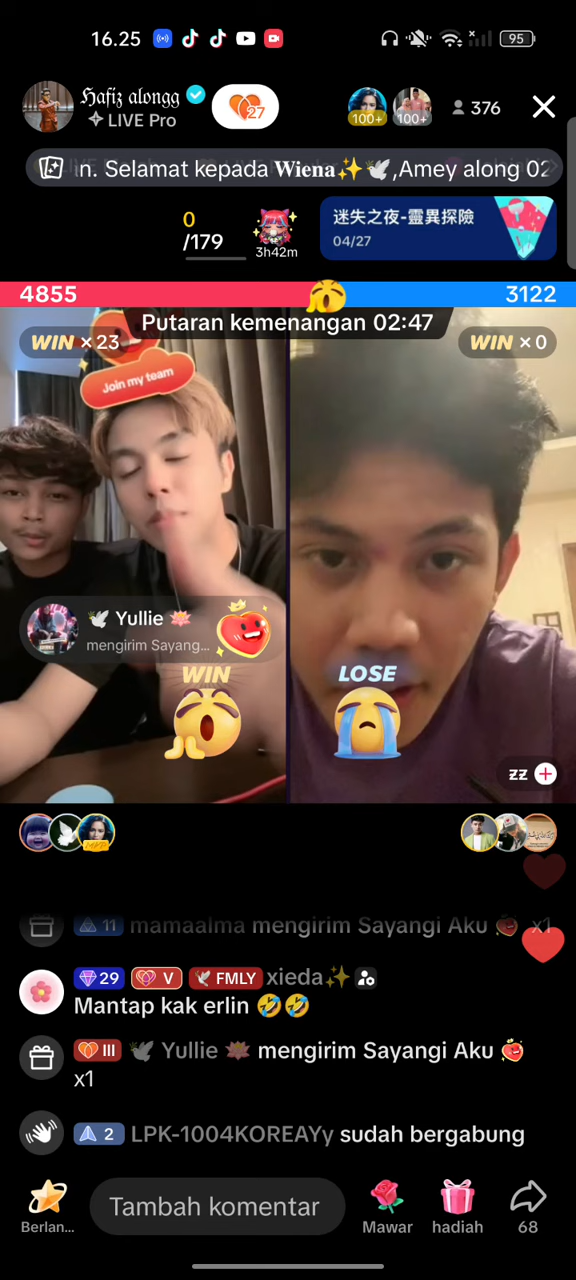 16.25
95
Hafiz alongg
LIVE Pro
27
100+
100+
376
n. Selamat kepada Wiena✨🕊,Amey along 02
0
/179
3h42m
迷失之夜-靈異探險
04/27
4855
3122
Putaran kemenangan 02:47
WIN ×23
WIN ×0
Join my team
🕊 Yullie 🪷
mengirim Sayang...
WIN
LOSE
zz
11 mamaalma mengirim Sayangi Aku x1
29 V FMLY xieda✨
Mantap kak erlin 🤣🤣
III 🕊 Yullie 🪷 mengirim Sayangi Aku
x1
2 LPK-1004KOREAYy sudah bergabung
Berlan...
Tambah komentar
Mawar
hadiah
68